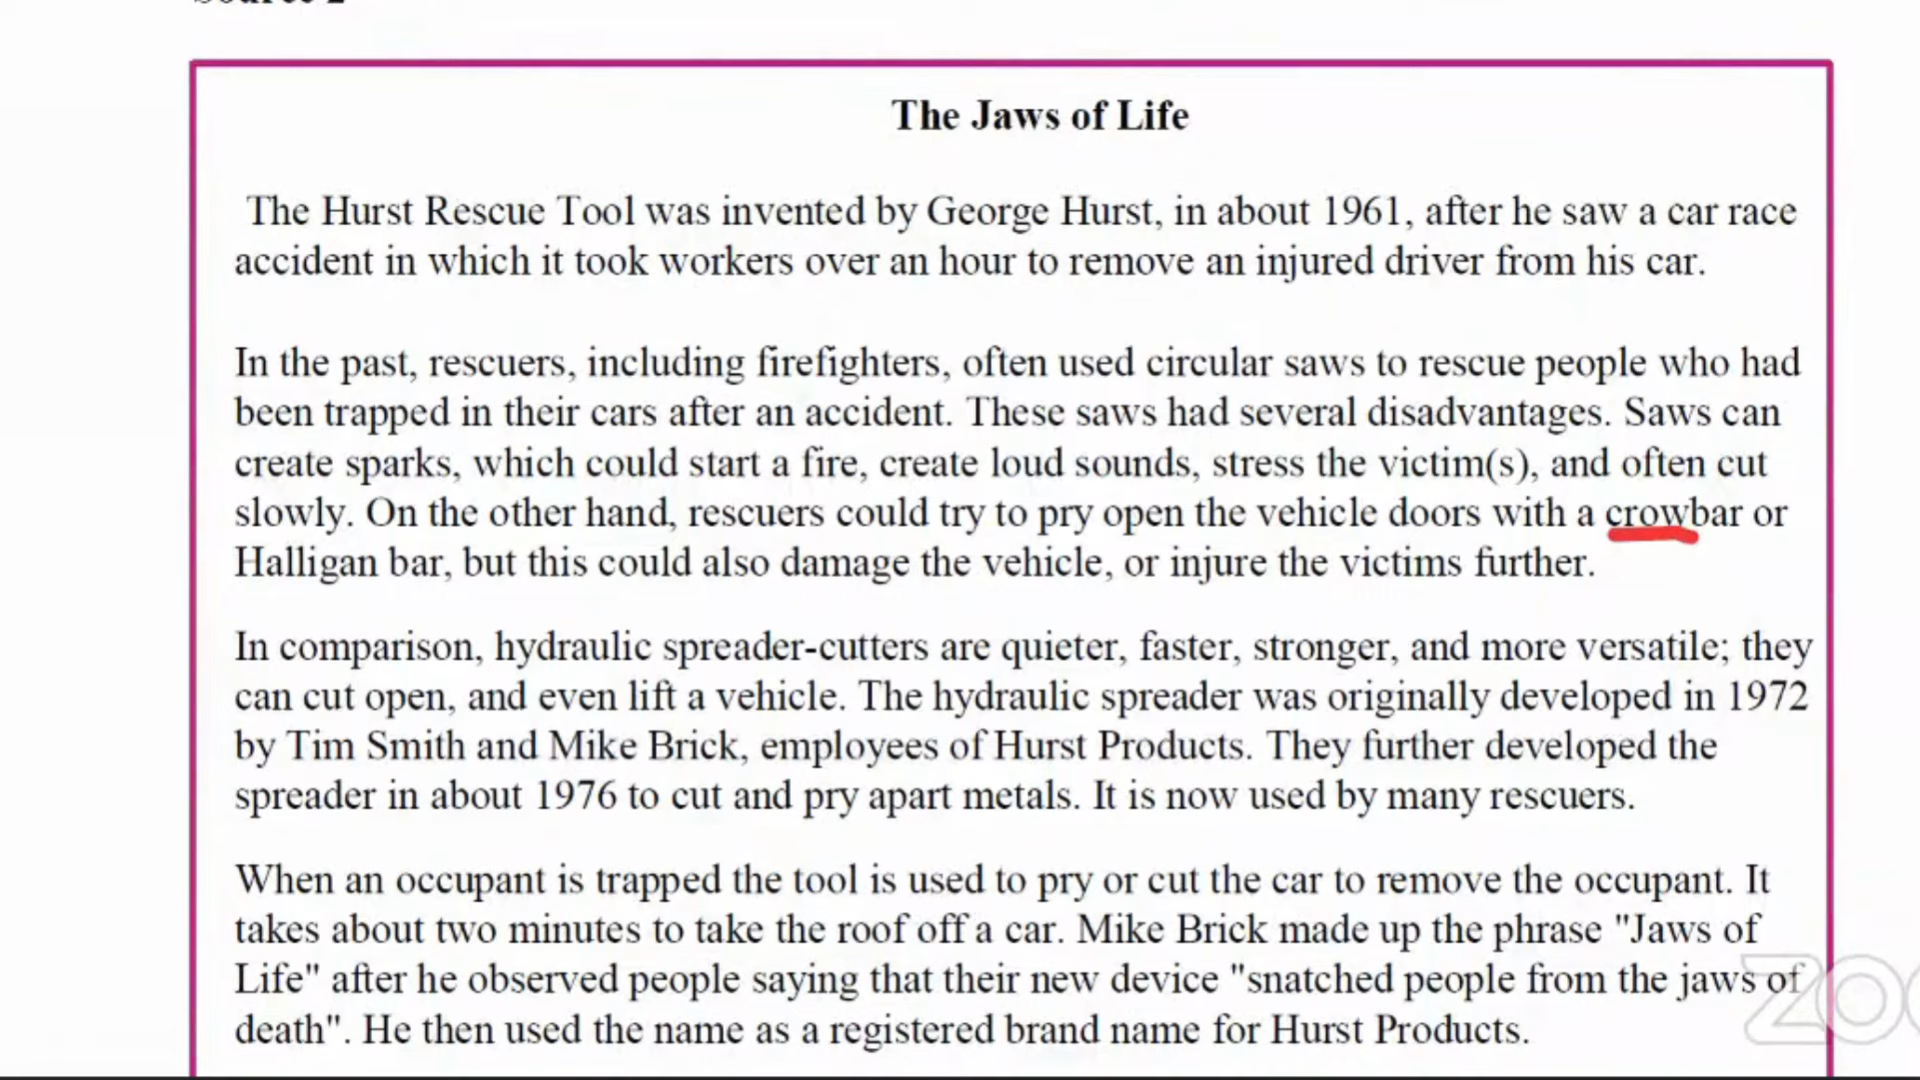 Source 2
The Jaws of Life
The Hurst Rescue Tool was invented by George Hurst, in about 1961, after he saw a car race
accident in which it took workers over an hour to remove an injured driver from his car.
In the past, rescuers, including firefighters, often used circular saws to rescue people who had
been trapped in their cars after an accident. These saws had several disadvantages. Saws can
create sparks, which could start a fire, create loud sounds, stress the victim(s), and often cut
slowly. On the other hand, rescuers could try to pry open the vehicle doors with a crowbar or
Halligan bar, but this could also damage the vehicle, or injure the victims further.
In comparison, hydraulic spreader-cutters are quieter, faster, stronger, and more versatile; they
can cut open, and even lift a vehicle. The hydraulic spreader was originally developed in 1972
by Tim Smith and Mike Brick, employees of Hurst Products. They further developed the
spreader in about 1976 to cut and pry apart metals. It is now used by many rescuers.
When an occupant is trapped the tool is used to pry or cut the car to remove the occupant. It
takes about two minutes to take the roof off a car. Mike Brick made up the phrase "Jaws of
Life" after he observed people saying that their new device "snatched people from the jaws of
death". He then used the name as a registered brand name for Hurst Products.